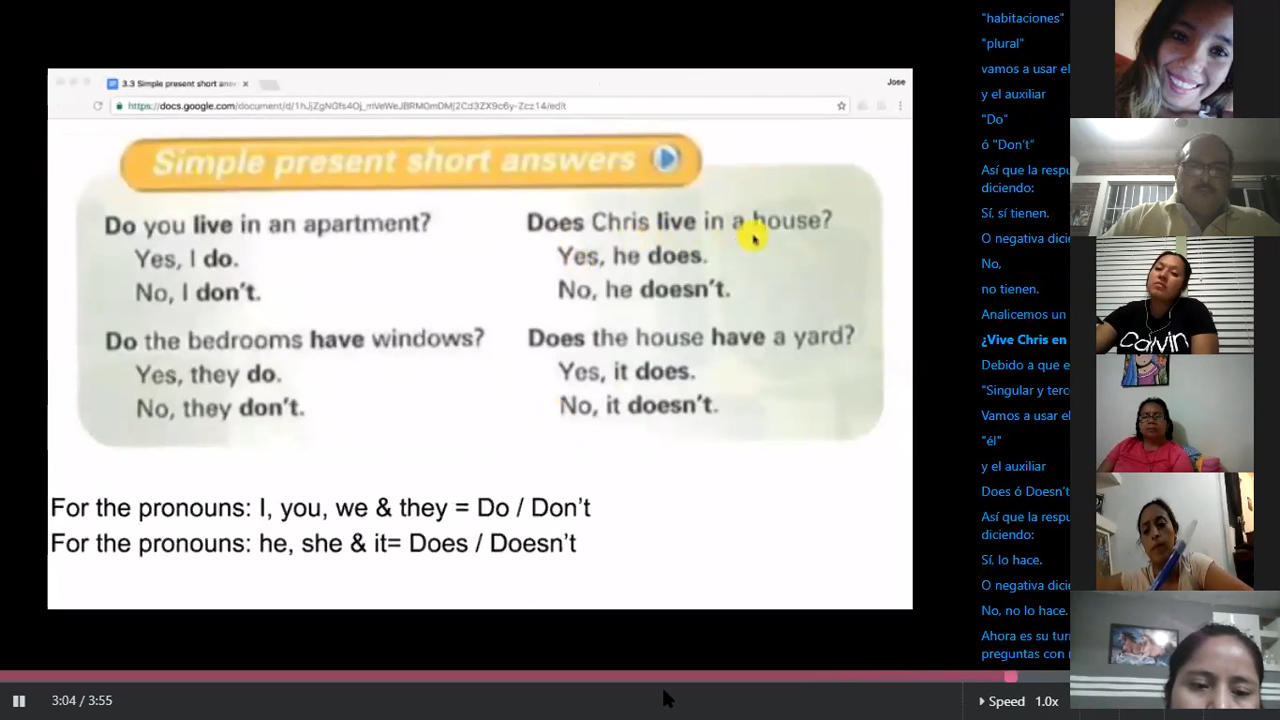 3.3 Simple present short answ
Jose
https://docs.google.com/document/d/1hJjZgNGfs4Oj_mVeWeJBRMOmDMj2Cd3ZX9c6y-Zcz14/edit
Simple present short answers
Do you live in an apartment?
Yes, I do.
No, I don't.
Do the bedrooms have windows?
Yes, they do.
No, they don't.
Does Chris live in a house?
Yes, he does.
No, he doesn't.
Does the house have a yard?
Yes, it does.
No, it doesn't.
For the pronouns: I, you, we & they = Do / Don't
For the pronouns: he, she & it= Does / Doesn't
"habitaciones"
"plural"
vamos a usar el
y el auxiliar
"Do"
ó "Don't"
Así que la respu
diciendo:
Sí, sí tienen.
O negativa dicie
No,
no tienen.
Analicemos un
¿Vive Chris en
Debido a que e
"Singular y terc
Vamos a usar el
"él"
y el auxiliar
Does ó Doesn't
Así que la respu
diciendo:
Sí, lo hace.
O negativa dicie
No, no lo hace.
Ahora es su turn
preguntas con
Calvin
3:04 / 3:55
Speed 1.0x